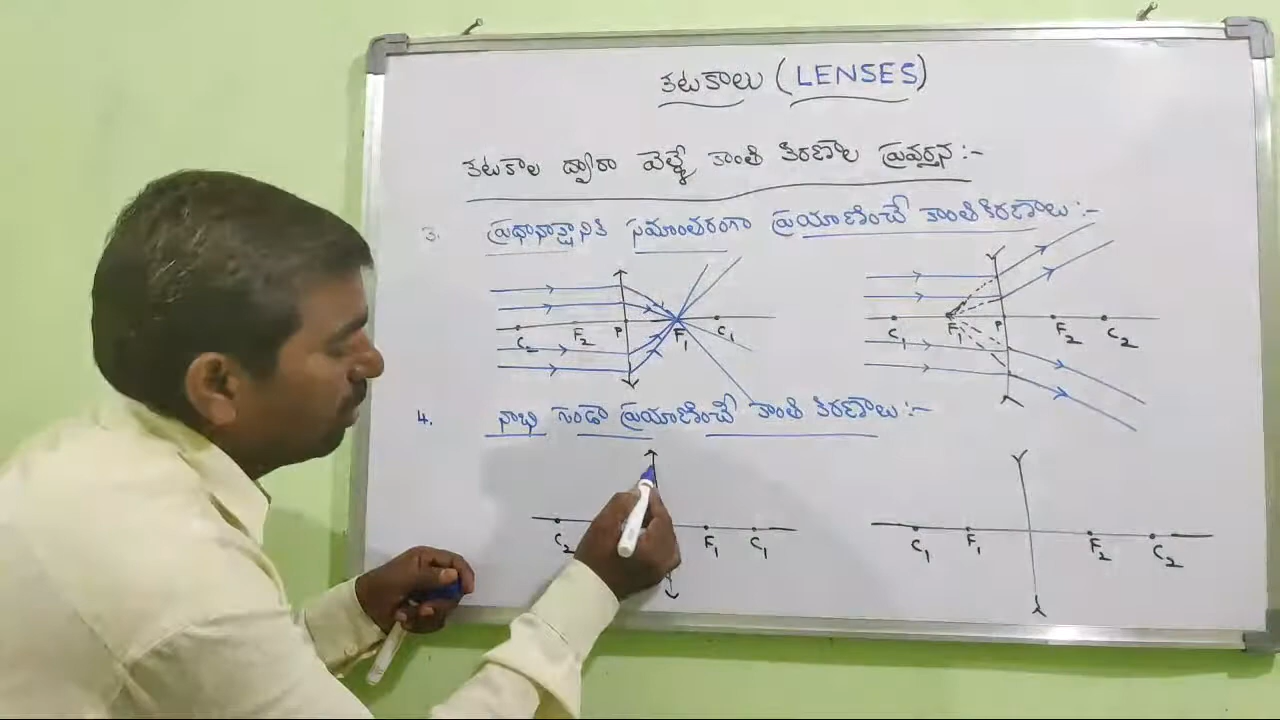 కటకాలు (LENSES)
కటకాల ద్వారా వెళ్ళే కాంతి కిరణాల ప్రవర్తన :-
3. ప్రధానాక్షానికి సమాంతరంగా ప్రయాణించే కాంతికిరణాలు :-
C2 F2 P F1 C1
C1 F1 P F2 C2
4. నాభి గుండా ప్రయాణించే కాంతి కిరణాలు :-
C2 F1 C1
C1 F1 F2 C2